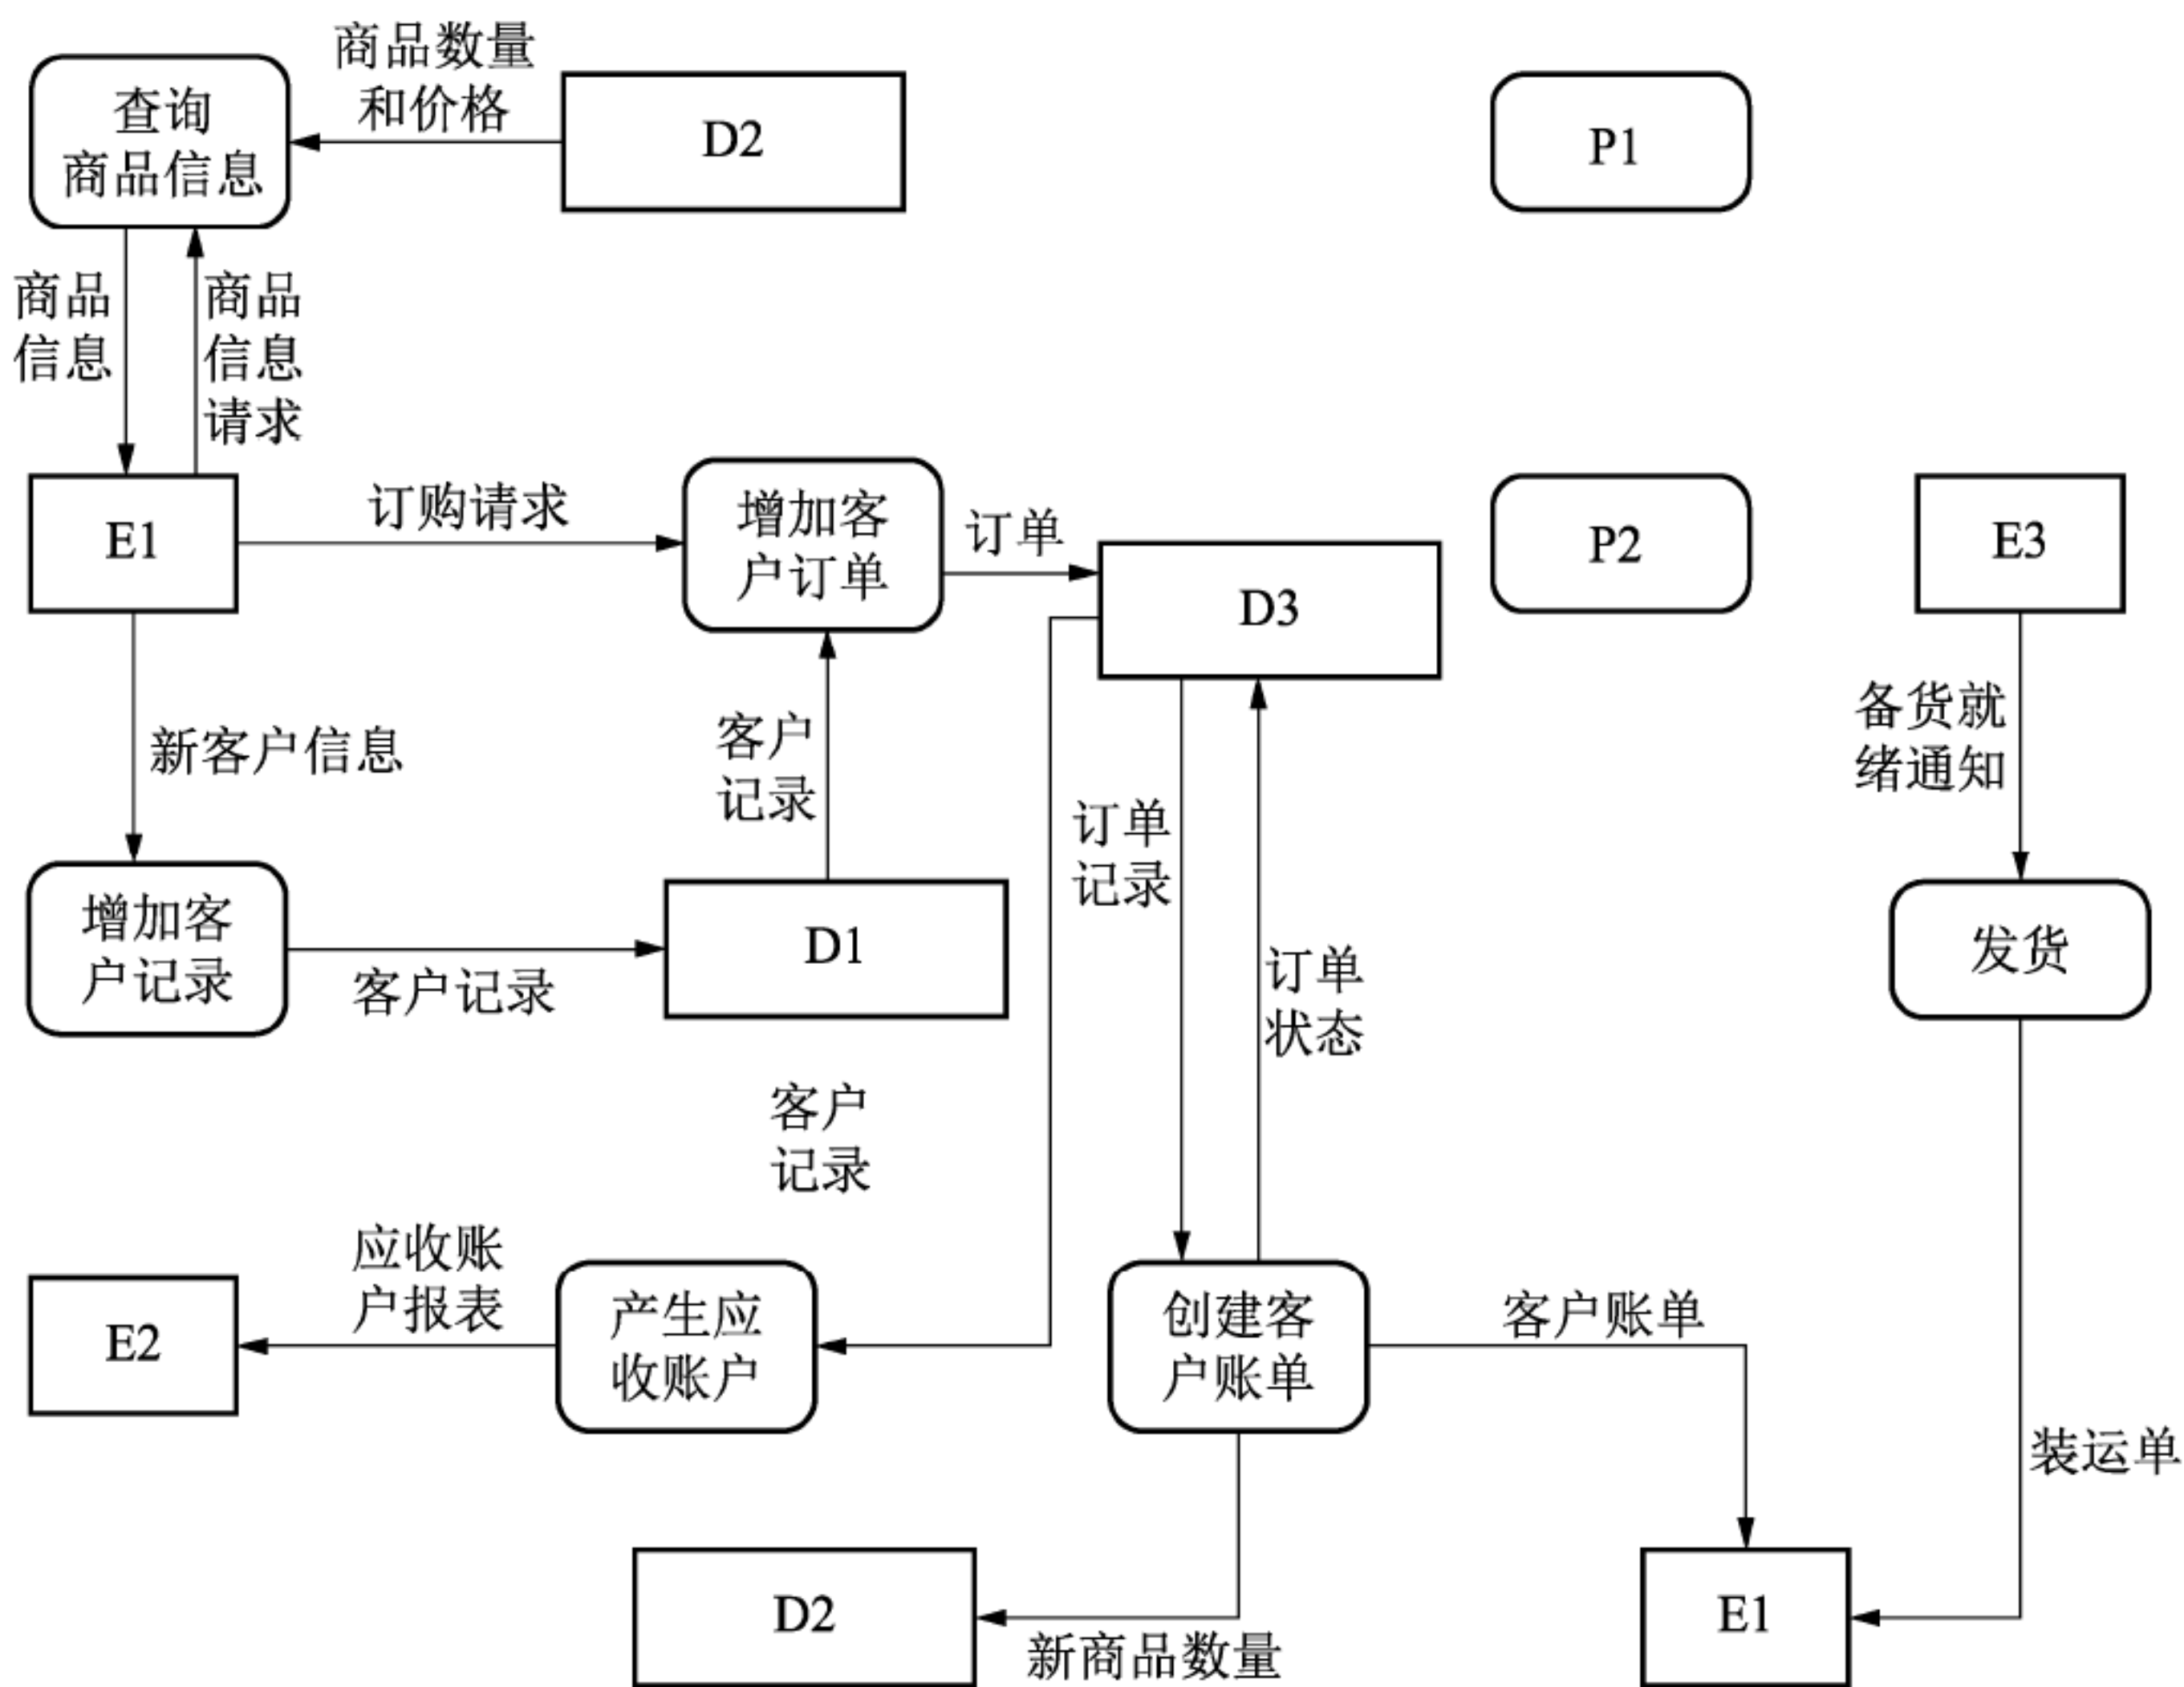 商品数量
和价格
查询
商品信息
D2
P1
商品
信息
商品
信息
请求
E1
订购请求
增加客
户订单
订单
D3
P2
E3
新客户信息
客户
记录
订单
记录
备货就
绪通知
增加客
户记录
客户记录
D1
订单
状态
发货
客户
记录
应收账
户报表
E2
产生应
收账户
创建客
户账单
客户账单
装运单
D2
新商品数量
E1